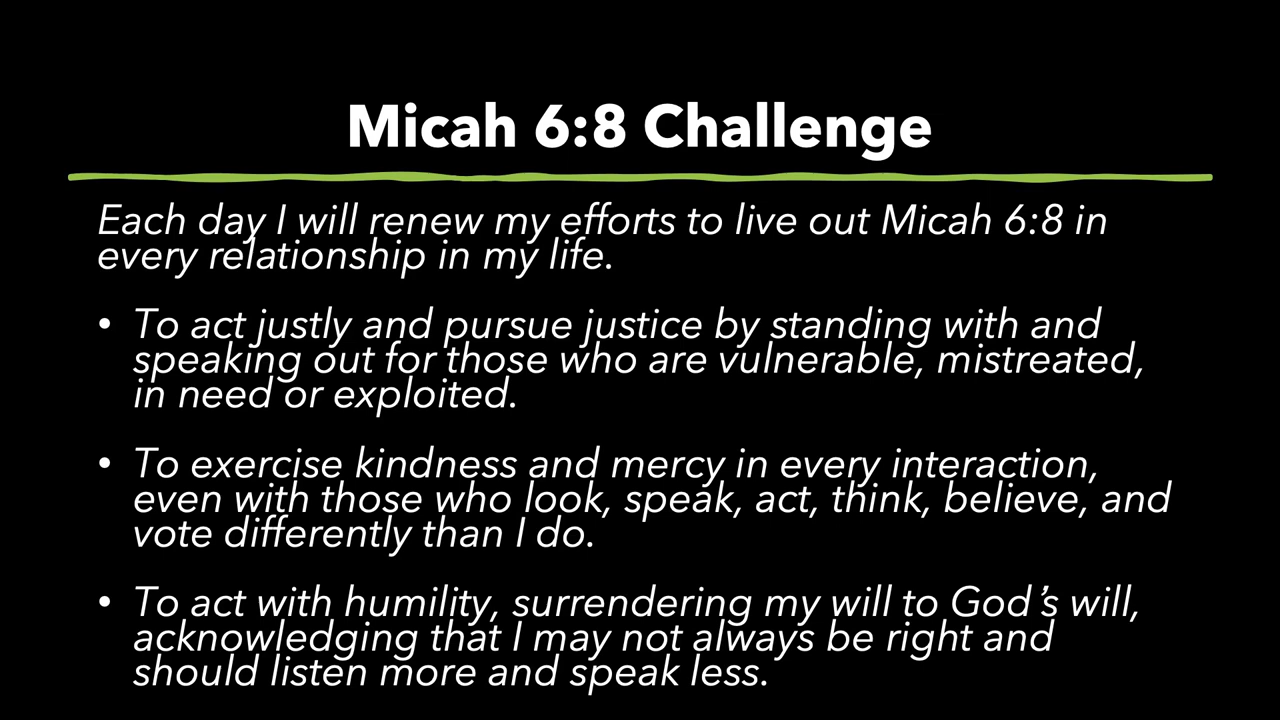 Micah 6:8 Challenge
Each day I will renew my efforts to live out Micah 6:8 in
every relationship in my life.
• To act justly and pursue justice by standing with and
speaking out for those who are vulnerable, mistreated,
in need or exploited.
• To exercise kindness and mercy in every interaction,
even with those who look, speak, act, think, believe, and
vote differently than I do.
• To act with humility, surrendering my will to God's will,
acknowledging that I may not always be right and
should listen more and speak less.